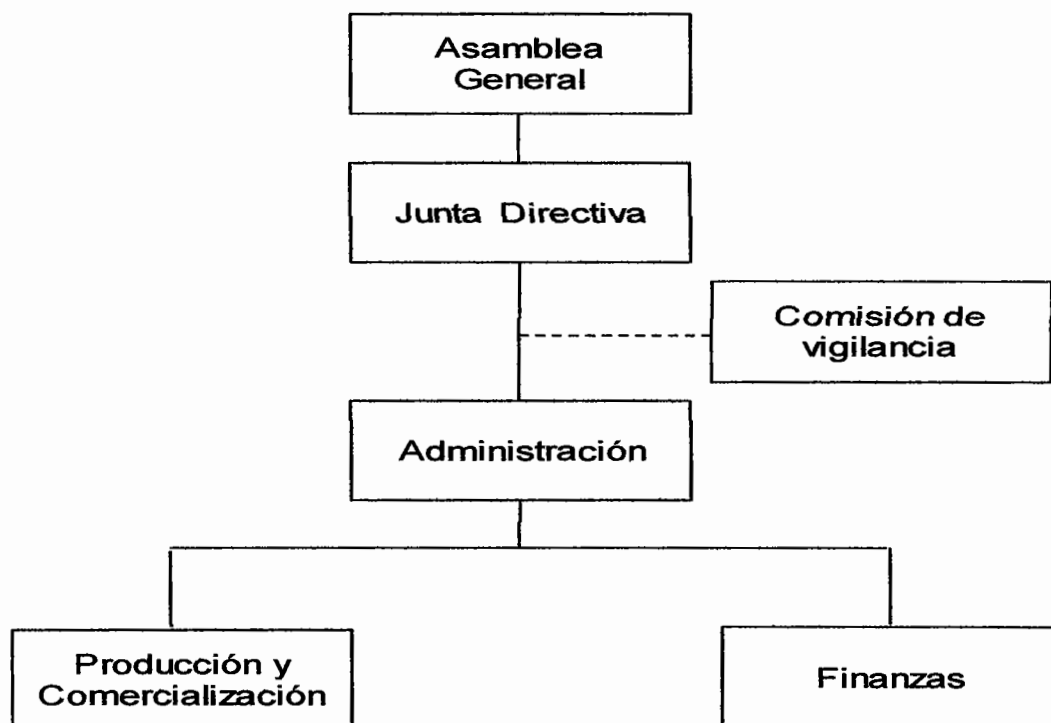 Asamblea
General
Junta Directiva
Comisión de
vigilancia
Administración
Producción y
Comercialización
Finanzas